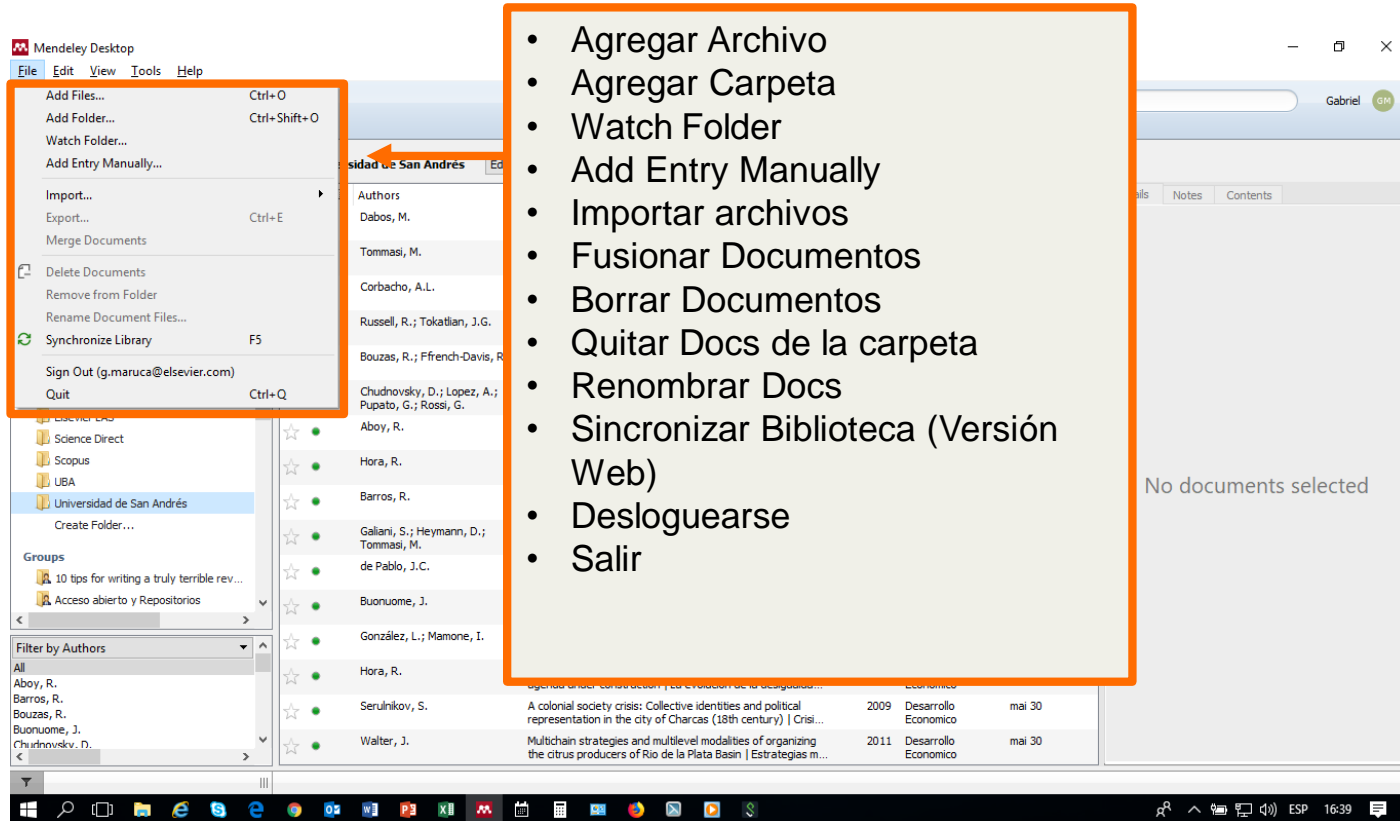 Mendeley Desktop
File Edit View Tools Help
Add Files... Ctrl+O
Add Folder... Ctrl+Shift+O
Watch Folder...
Add Entry Manually...
Import...
Export... Ctrl+E
Merge Documents
Delete Documents
Remove from Folder
Rename Document Files...
Synchronize Library F5
Sign Out (g.maruca@elsevier.com)
Quit Ctrl+Q
• Agregar Archivo
• Agregar Carpeta
• Watch Folder
• Add Entry Manually
• Importar archivos
• Fusionar Documentos
• Borrar Documentos
• Quitar Docs de la carpeta
• Renombrar Docs
• Sincronizar Biblioteca (Versión
Web)
• Desloguearse
• Salir
Gabriel GM
de San Andrés Ed
Notes Contents
No documents selected
Science Direct
Scopus
UBA
Universidad de San Andrés
Create Folder...
Groups
10 tips for writing a truly terrible rev...
Acceso abierto y Repositorios
Filter by Authors
All
Aboy, R.
Barros, R.
Bouzas, R.
Buonuome, J.
Chudnovsky, D.
Authors
Dabos, M.
Tommasi, M.
Corbacho, A.L.
Russell, R.; Tokatlian, J.G.
Bouzas, R.; Ffrench-Davis, R
Chudnovsky, D.; Lopez, A.;
Pupato, G.; Rossi, G.
Aboy, R.
Hora, R.
Barros, R.
Galiani, S.; Heymann, D.;
Tommasi, M.
de Pablo, J.C.
Buonuome, J.
González, L.; Mamone, I.
Hora, R.
Serulnikov, S. A colonial society crisis: Collective identities and political 2009 Desarrollo mai 30
representation in the city of Charcas (18th century) | Crisi... Economico
Walter, J. Multichain strategies and multilevel modalities of organizing 2011 Desarrollo mai 30
the citrus producers of Rio de la Plata Basin | Estrategias m... Economico
ESP 16:39